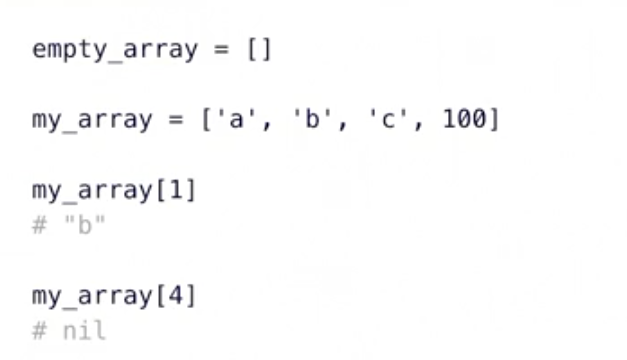 empty_array = []
my_array = ['a', 'b', 'c', 100]
my_array[1]
# "b"
my_array[4]
# nil